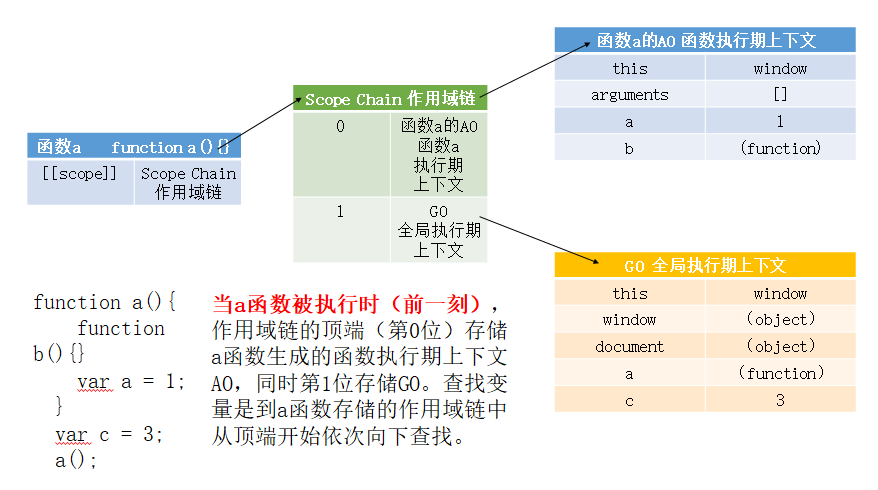 函数a的AO 函数执行期上下文
this window
arguments []
a 1
b (function)
Scope Chain 作用域链
0 函数a的AO
函数a
执行期
上下文
1 GO
全局执行期
上下文
函数a function a(){}
[[scope]] Scope Chain
作用域链
GO 全局执行期上下文
this window
window (object)
document (object)
a (function)
c 3
function a(){
function
b(){}
var a = 1;
}
var c = 3;
a();
当a函数被执行时（前一刻），
作用域链的顶端（第0位）存储
a函数生成的函数执行期上下文
AO，同时第1位存储GO。查找变
量是到a函数存储的作用域链中
从顶端开始依次向下查找。